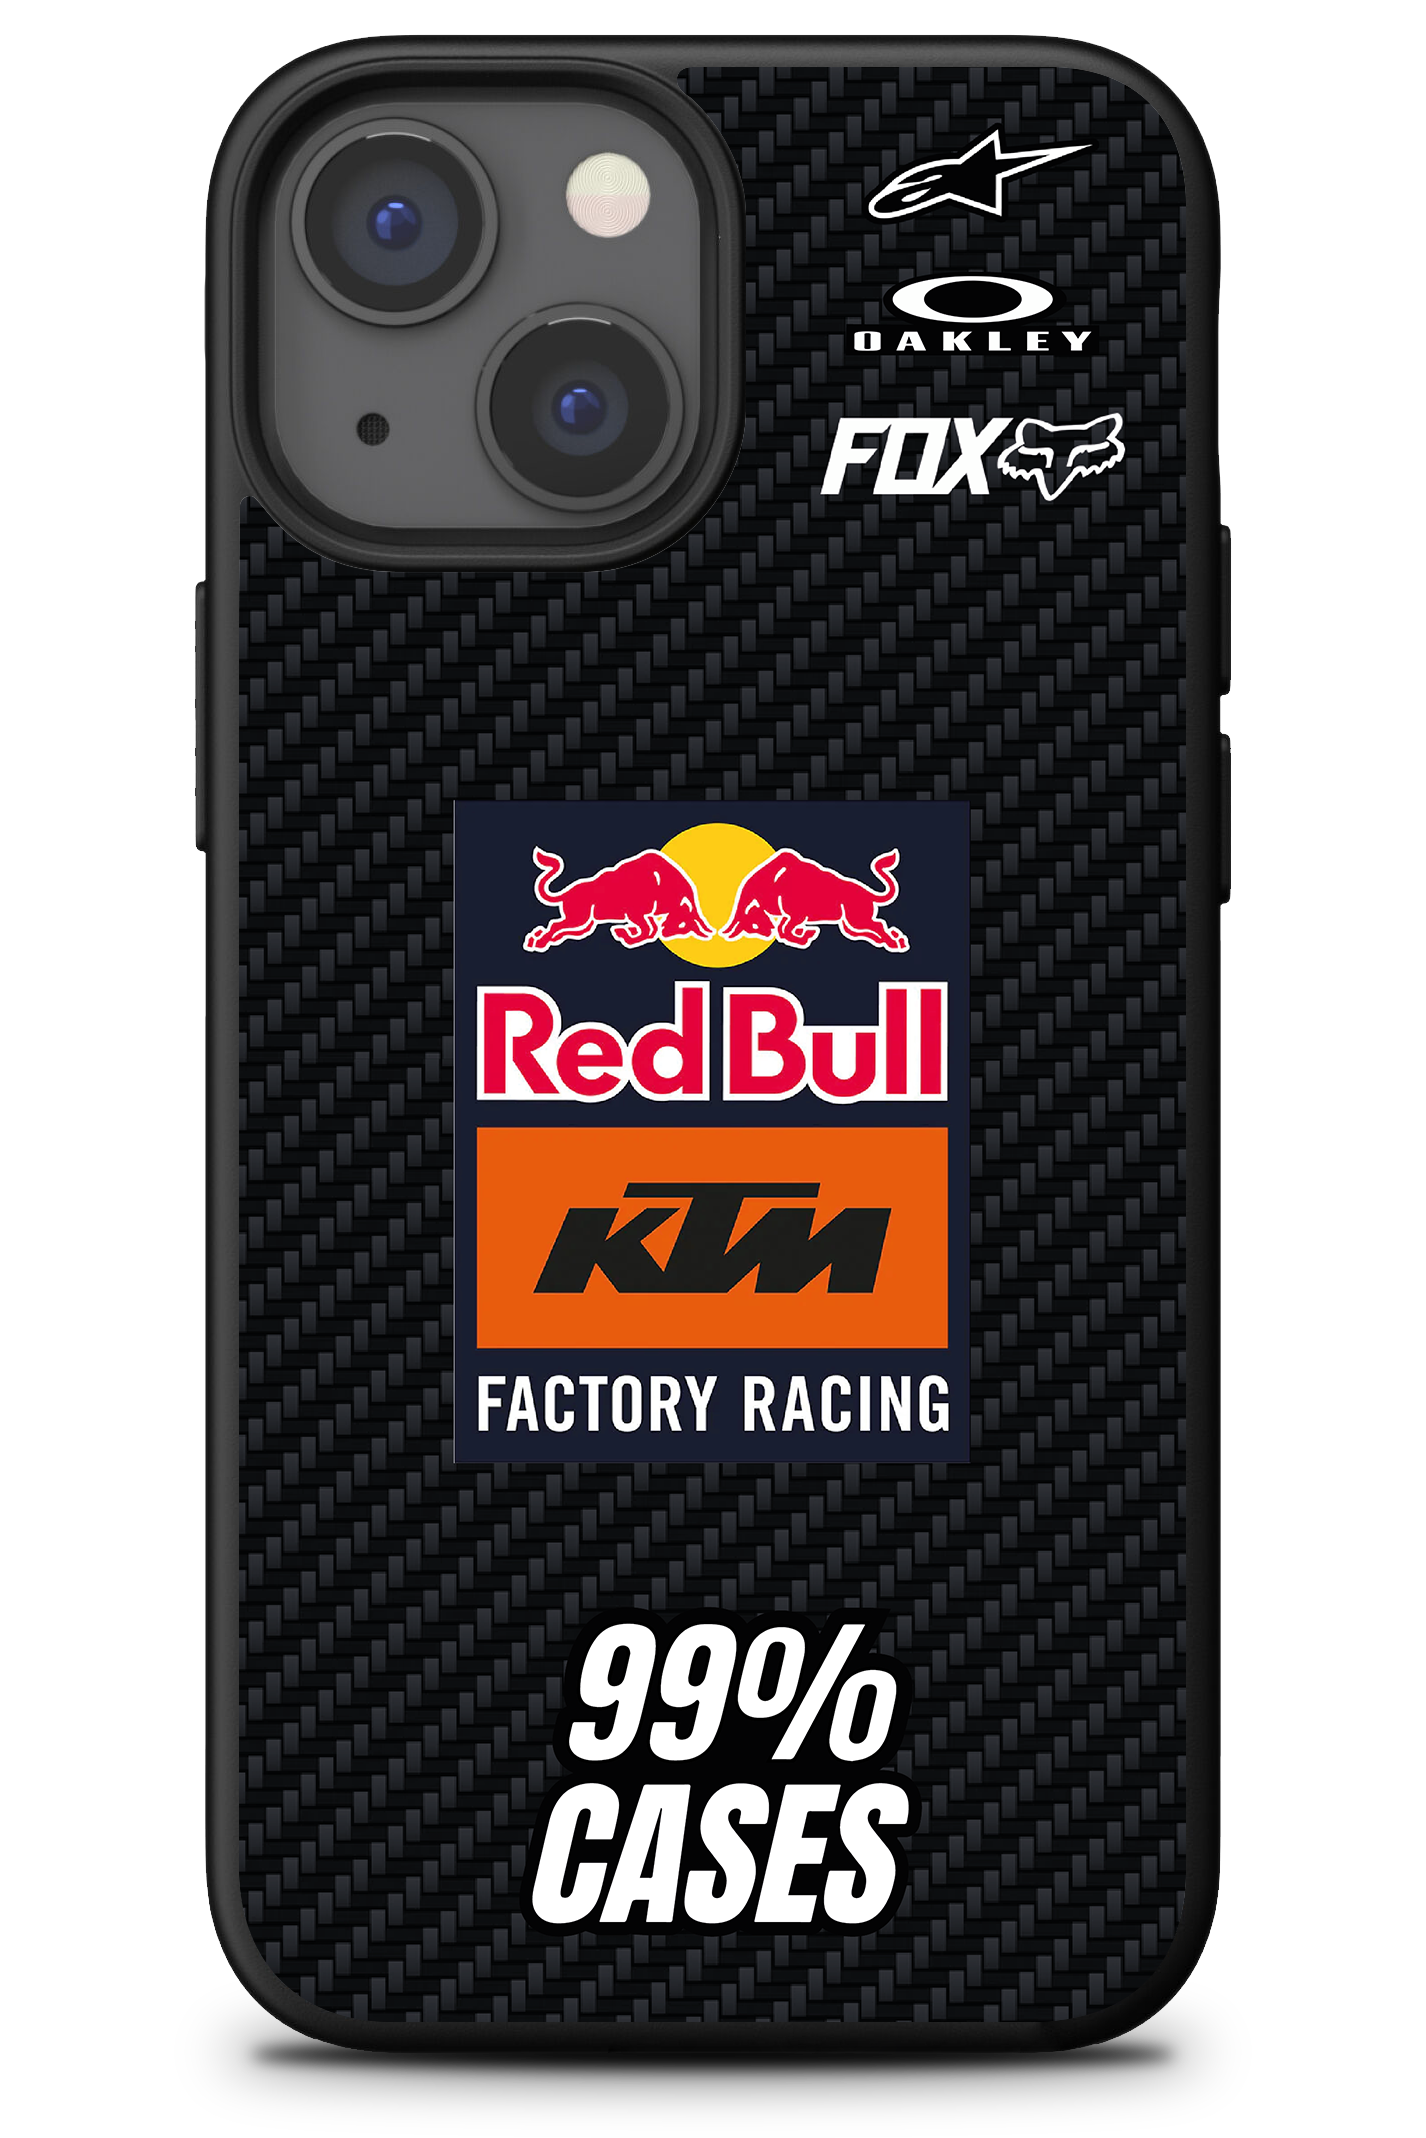 OAKLEY
FOX
Red Bull
KTM
FACTORY RACING
99%
CASES